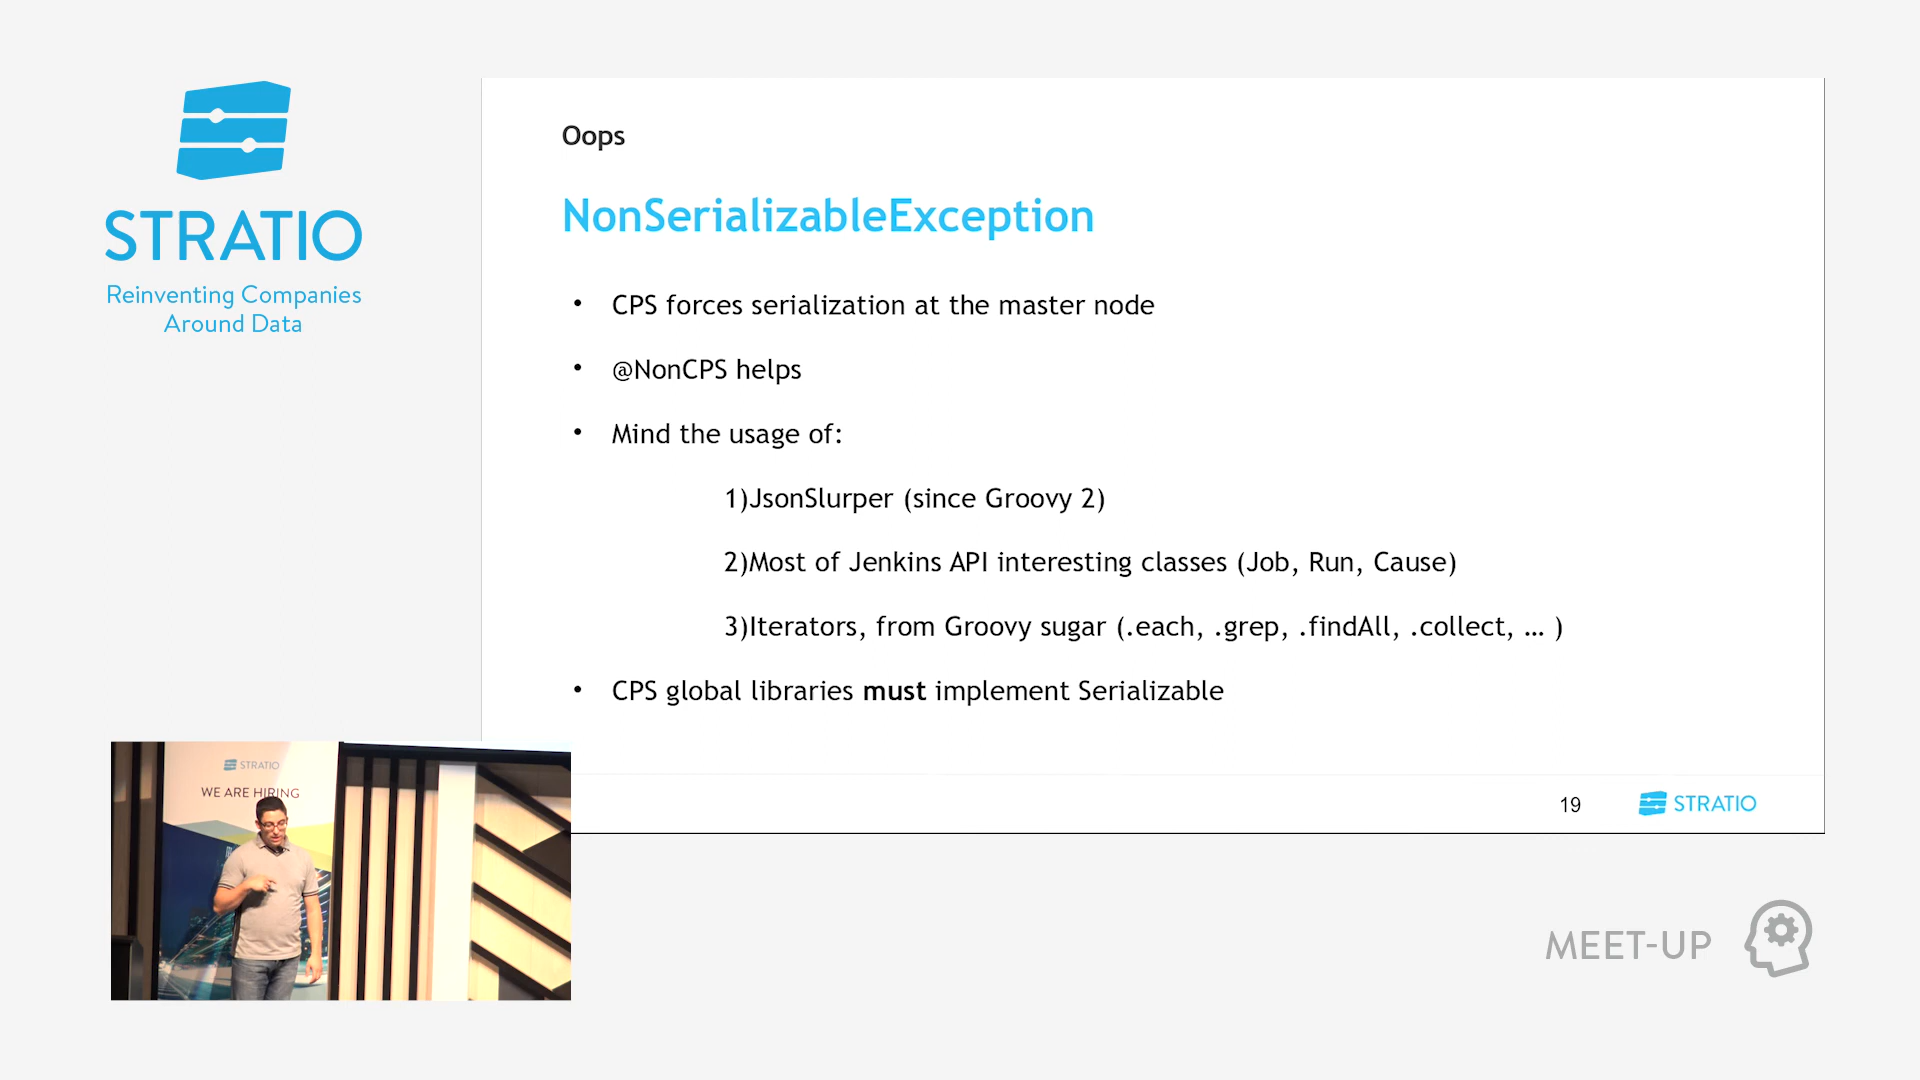 STRATIO
Reinventing Companies
Around Data
Oops
NonSerializableException
• CPS forces serialization at the master node
• @NonCPS helps
• Mind the usage of:
1)JsonSlurper (since Groovy 2)
2)Most of Jenkins API interesting classes (Job, Run, Cause)
3)Iterators, from Groovy sugar (.each, .grep, .findAll, .collect, … )
• CPS global libraries must implement Serializable
19
STRATIO
STRATIO
WE ARE HIRING
MEET-UP